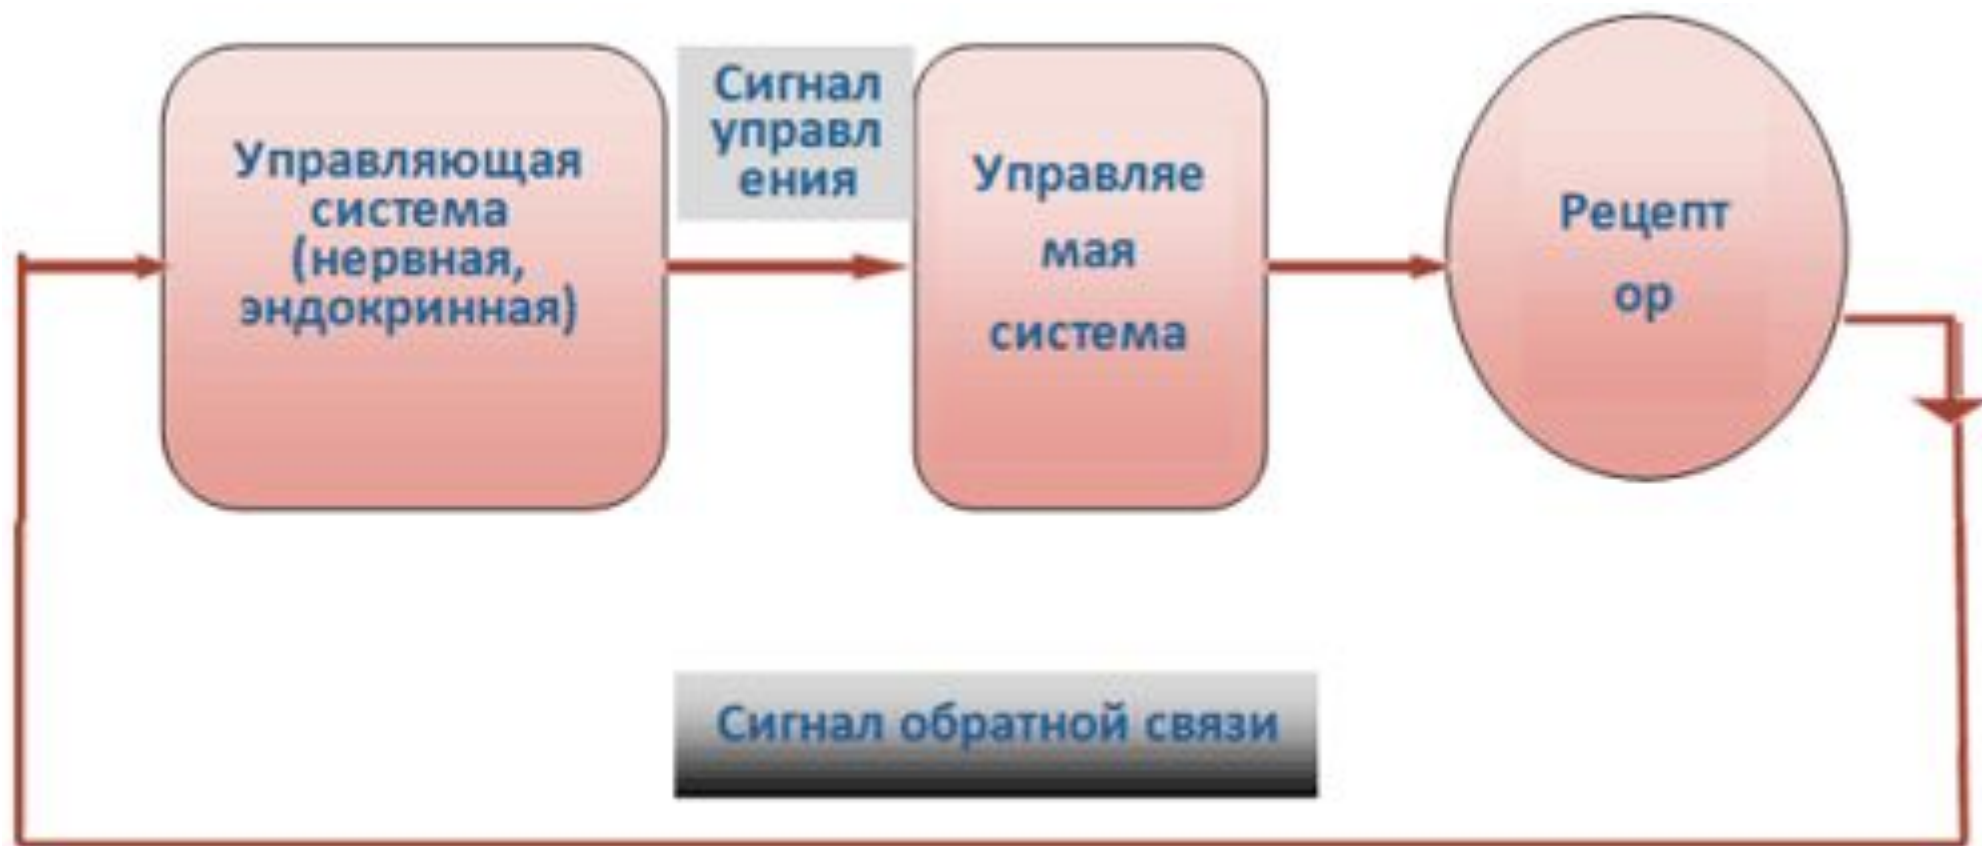 Управляющая
система
(нервная,
эндокринная)
Сигнал
управл
ения
Управляе
мая
система
Рецепт
ор
Сигнал обратной связи